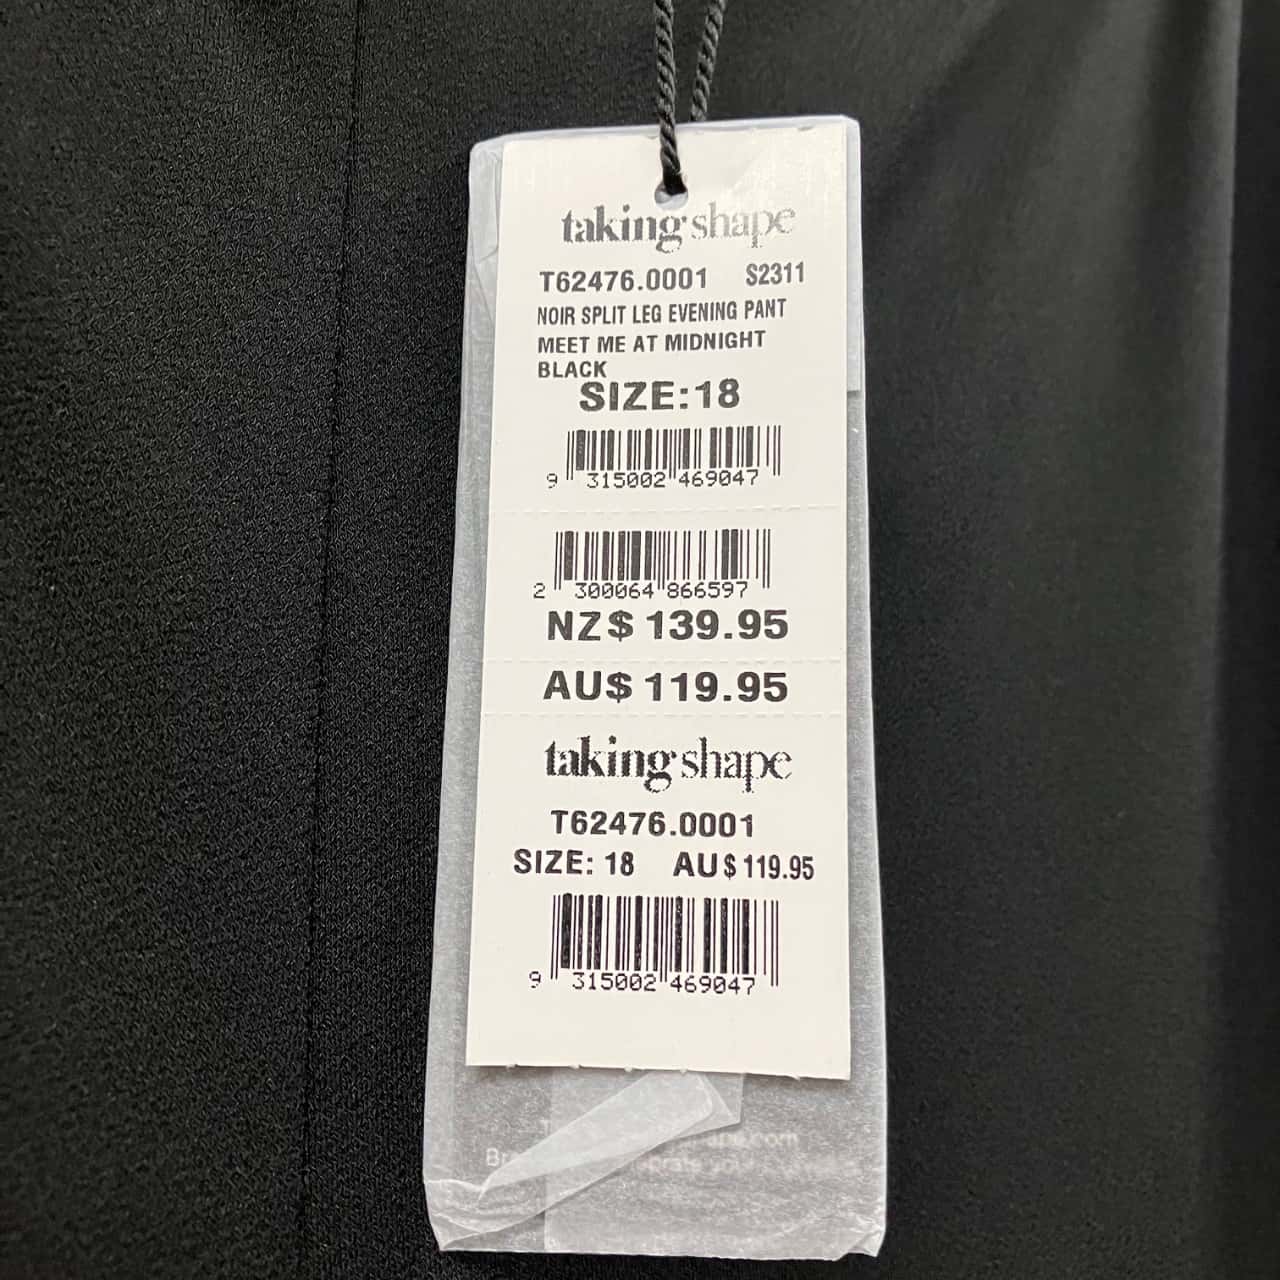 taking shape
T62476.0001 S2311
NOIR SPLIT LEG EVENING PANT
MEET ME AT MIDNIGHT
BLACK
SIZE:18
9 315002 469047
2 300064 866597
NZ$ 139.95
AU$ 119.95
taking shape
T62476.0001
SIZE: 18 AU$119.95
9 315002 469047